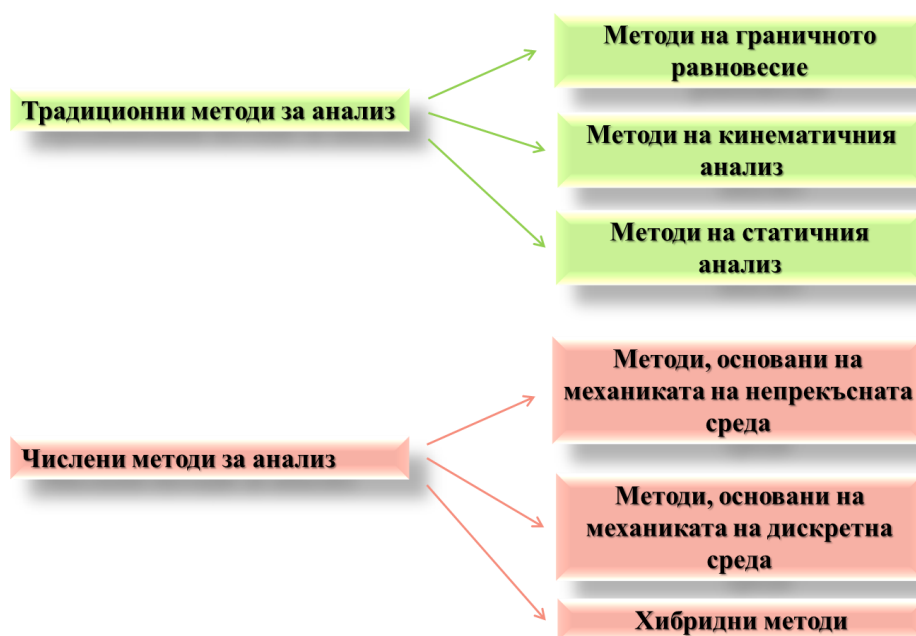 Традиционни методи за анализ
Методи на граничното
равновесие
Методи на кинематичния
анализ
Методи на статичния
анализ
Числени методи за анализ
Методи, основани на
механиката на непрекъсната
среда
Методи, основани на
механиката на дискретна
среда
Хибридни методи